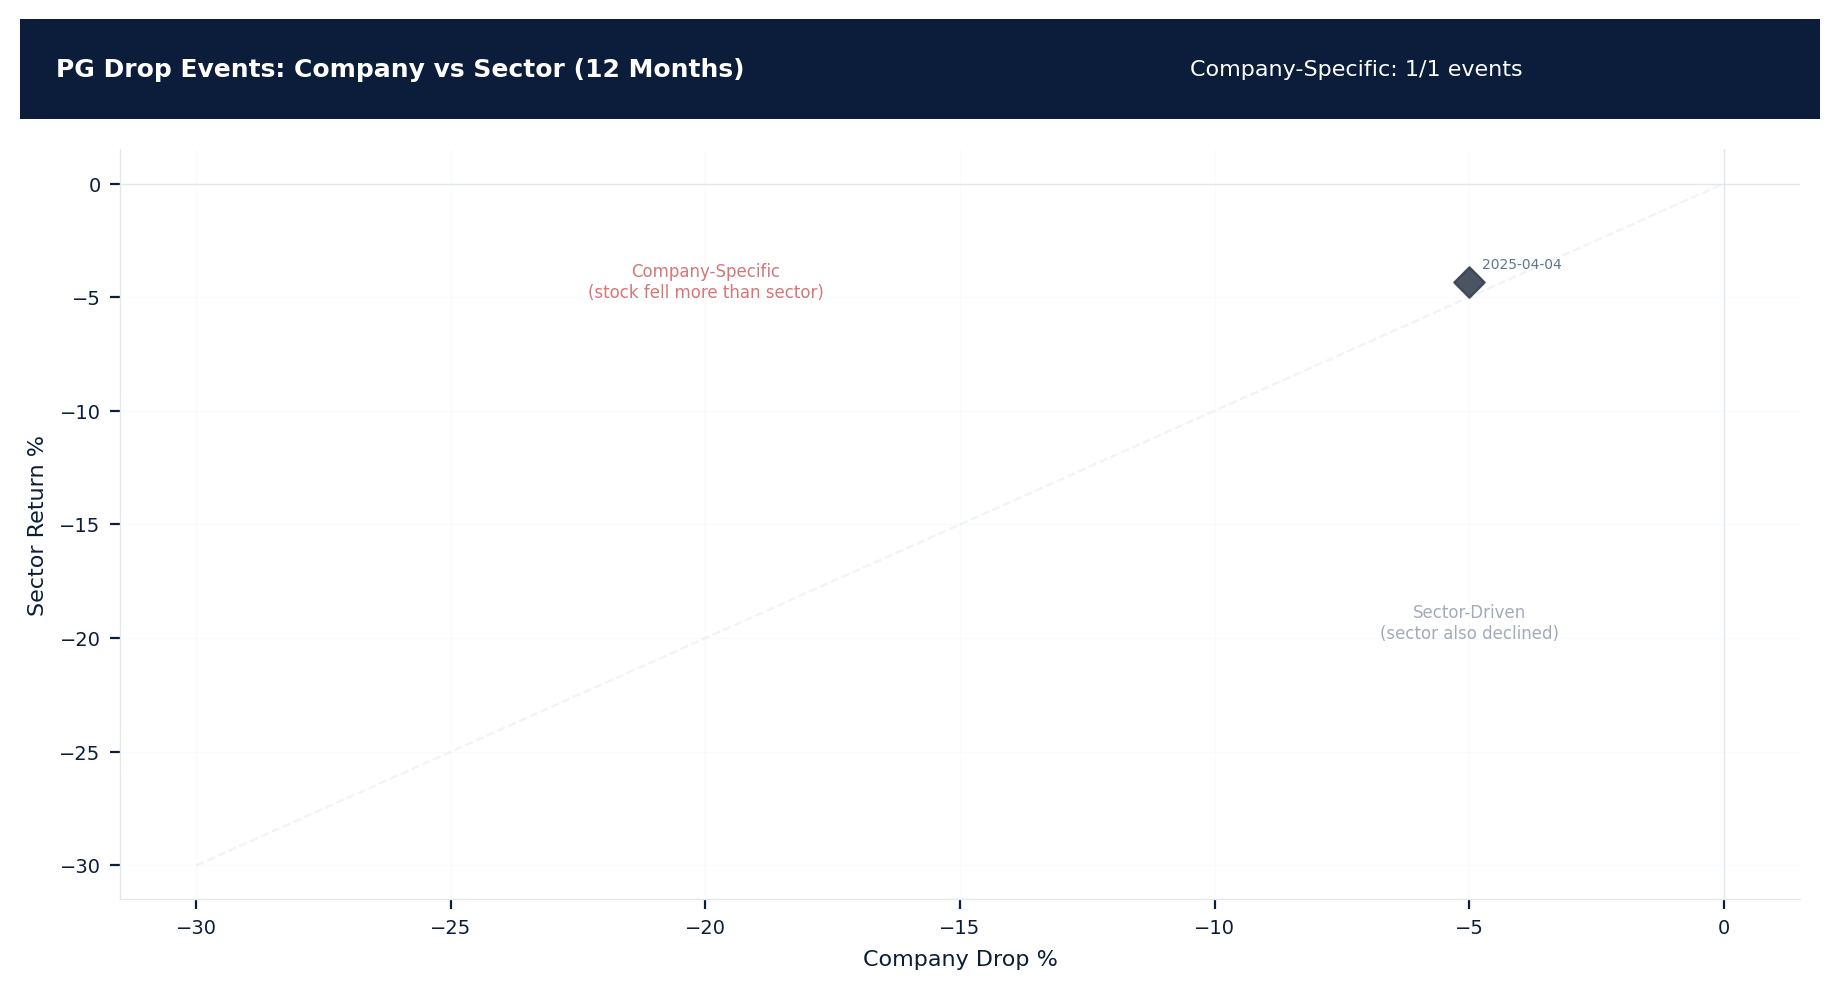 PG Drop Events: Company vs Sector (12 Months)
Company-Specific: 1/1 events
0
−5
−10
−15
−20
−25
−30
Sector Return %
Company-Specific
(stock fell more than sector)
2025-04-04
Sector-Driven
(sector also declined)
−30
−25
−20
−15
−10
−5
0
Company Drop %